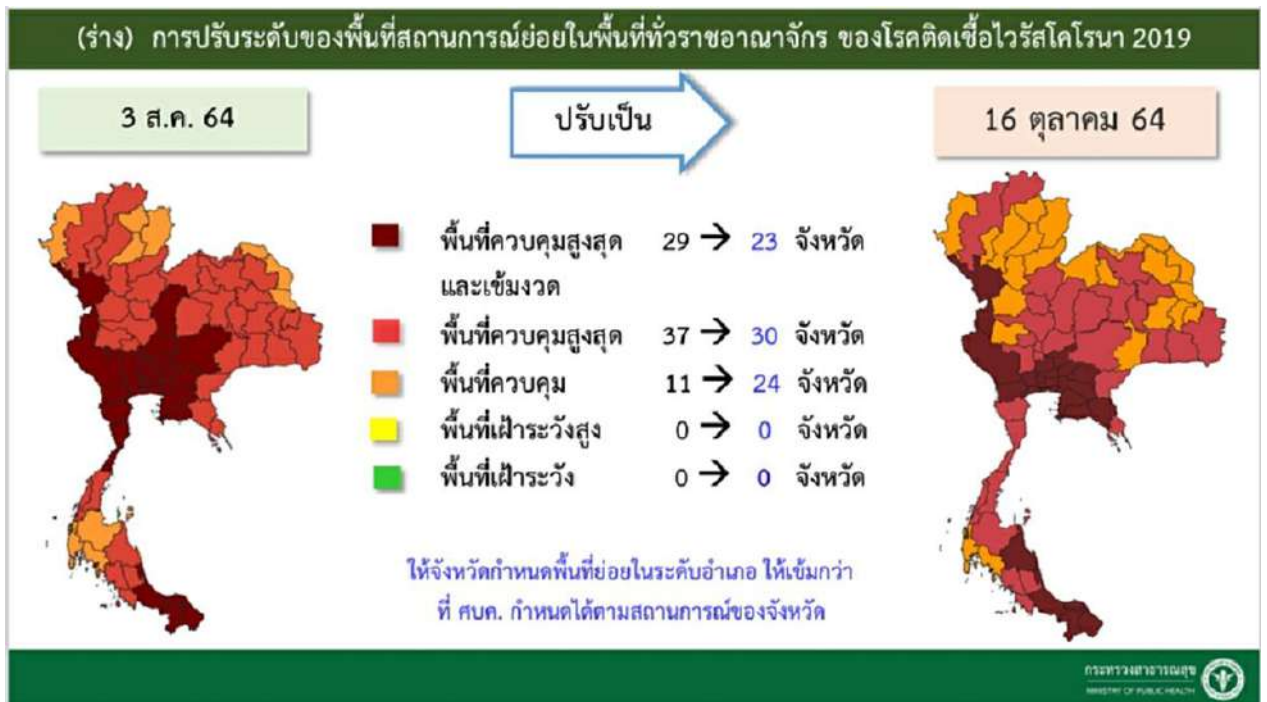 (ร่าง) การปรับระดับของพื้นที่สถานการณ์ย่อยในพื้นที่ทั่วราชอาณาจักร ของโรคติดเชื้อไวรัสโคโรนา 2019
3 ส.ค. 64
ปรับเป็น
16 ตุลาคม 64
พื้นที่ควบคุมสูงสุด 29 → 23 จังหวัด
และเข้มงวด
พื้นที่ควบคุมสูงสุด 37 → 30 จังหวัด
พื้นที่ควบคุม 11 → 24 จังหวัด
พื้นที่เฝ้าระวังสูง 0 → 0 จังหวัด
พื้นที่เฝ้าระวัง 0 → 0 จังหวัด
ให้จังหวัดกำหนดพื้นที่ย่อยในระดับอำเภอ ให้เข้มกว่า
ที่ ศบค. กำหนดได้ตามสถานการณ์ของจังหวัด
กระทรวงสาธารณสุข
MINISTRY OF PUBLIC HEALTH